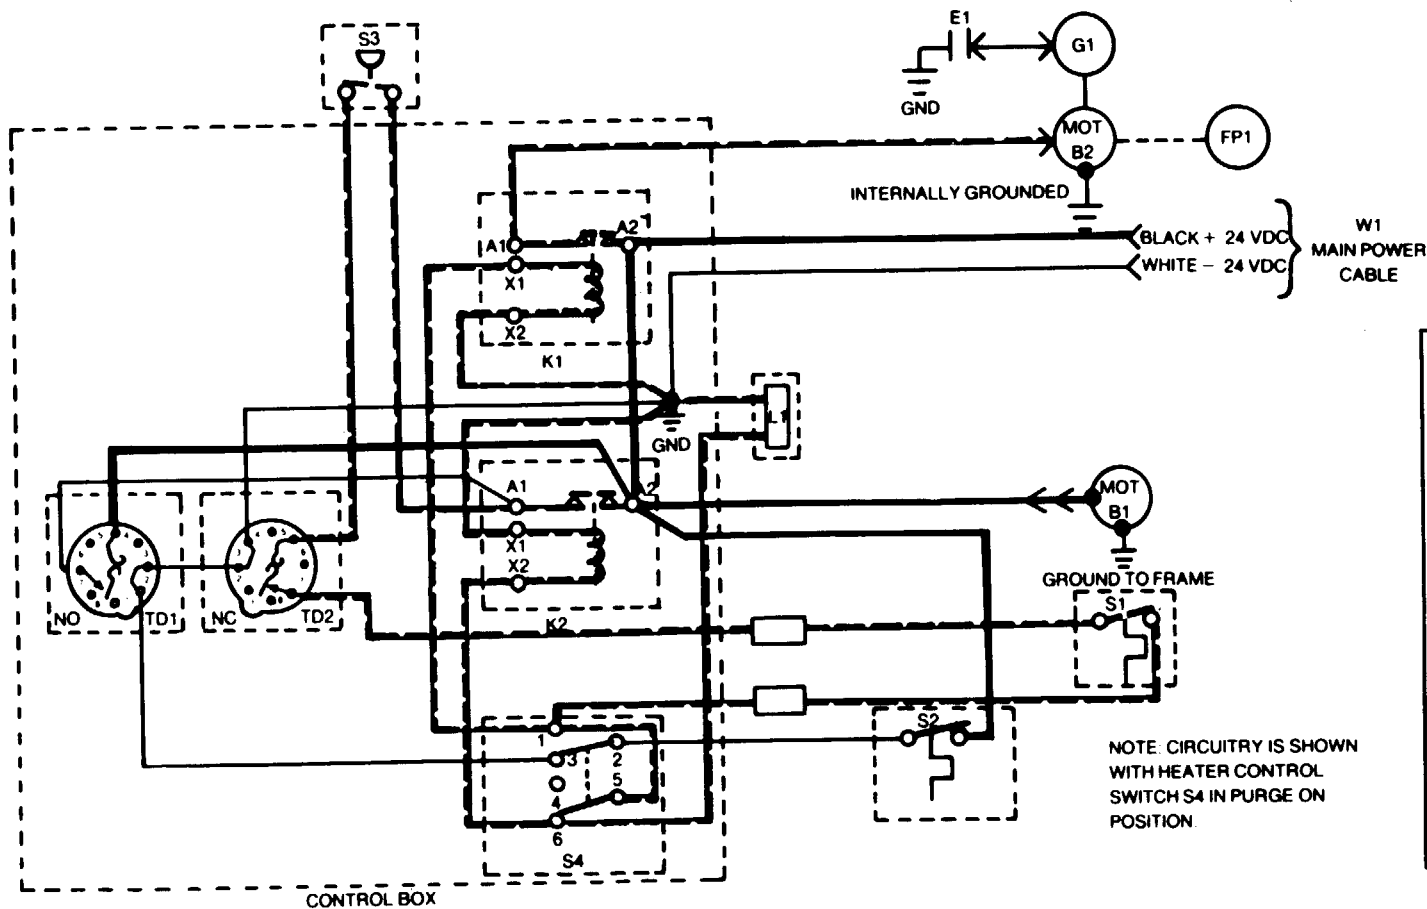 S3
E1
G1
GND
MOT
B2
FP1
INTERNALLY GROUNDED
BLACK + 24 VDC
WHITE - 24 VDC
W1
MAIN POWER
CABLE
A1
A2
X1
X2
K1
L1
GND
A1
A2
X1
X2
K2
MOT
B1
GROUND TO FRAME
NO
TD1
NC
TD2
S1
S2
1
3
2
5
4
6
S4
NOTE: CIRCUITRY IS SHOWN
WITH HEATER CONTROL
SWITCH S4 IN PURGE ON
POSITION.
CONTROL BOX